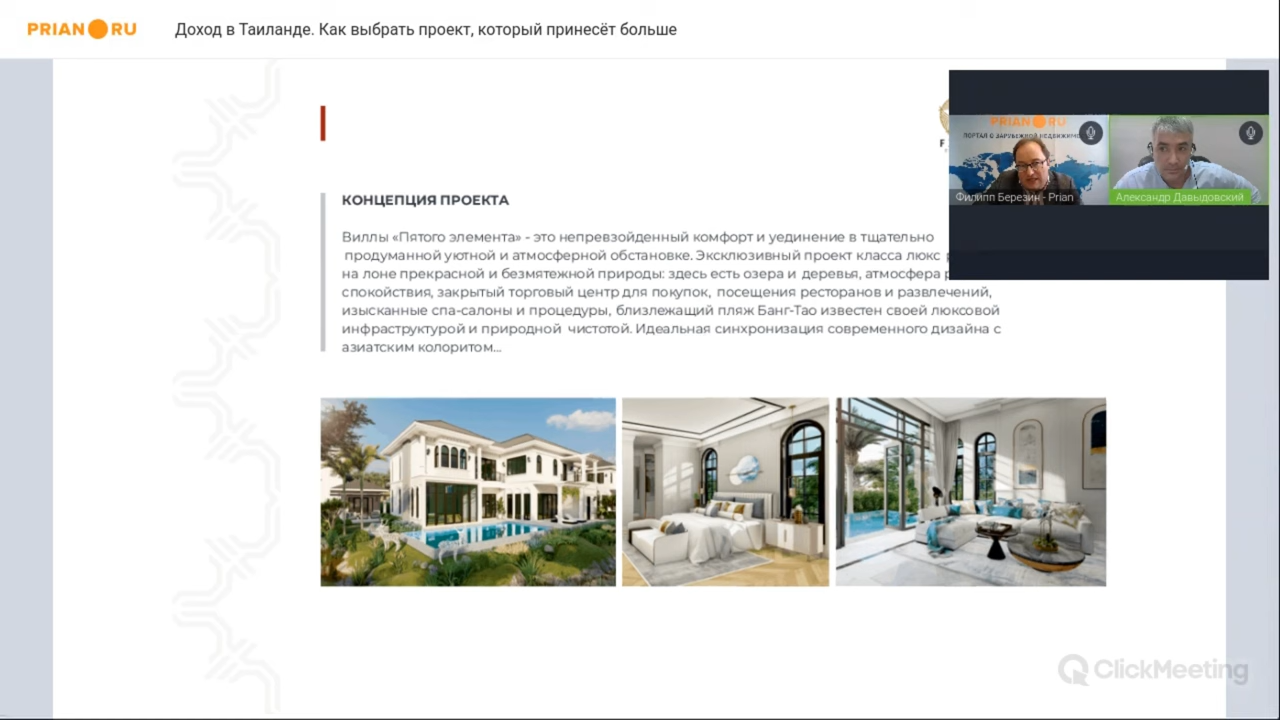 PRIAN RU
Доход в Таиланде. Как выбрать проект, который принесёт больше
PRIAN RU
ПОРТАЛ О ЗАРУБЕЖНОЙ НЕДВИЖИМО
Филипп Березин - Prian
Александр Давыдовский
КОНЦЕПЦИЯ ПРОЕКТА
Виллы «Пятого элемента» - это непревзойденный комфорт и уединение в тщательно
продуманной уютной и атмосферной обстановке. Эксклюзивный проект класса люкс
на лоне прекрасной и безмятежной природы: здесь есть озера и деревья, атмосфера
спокойствия, закрытый торговый центр для покупок, посещения ресторанов и развлечений,
изысканные спа-салоны и процедуры, близлежащий пляж Банг-Тао известен своей люксовой
инфраструктурой и природной чистотой. Идеальная синхронизация современного дизайна с
азиатским колоритом...
ClickMeeting